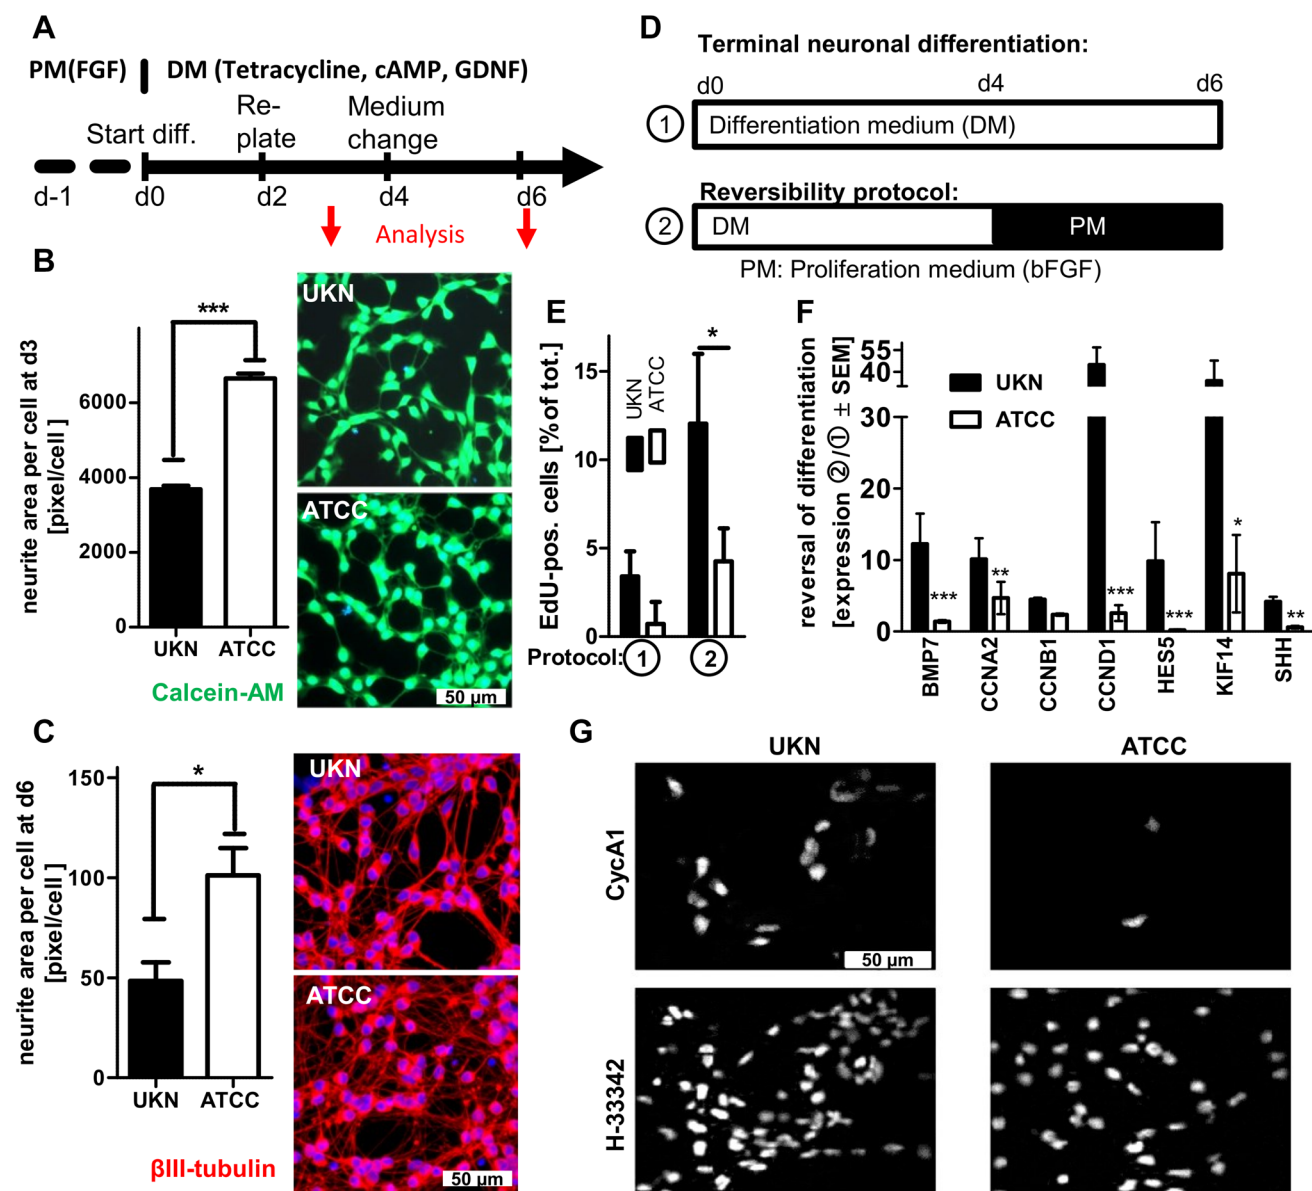 A
PM(FGF)
DM (Tetracycline, cAMP, GDNF)
Re-
plate
Medium
change
Start diff.
d-1
d0
d2
d4
d6
Analysis
B
neurite area per cell at d3
[pixel/cell ]
***
6000
4000
2000
0
UKN
ATCC
Calcein-AM
UKN
ATCC
50 µm
C
neurite area per cell at d6
[pixel/cell ]
*
150
100
50
0
UKN
ATCC
βIII-tubulin
UKN
ATCC
50 µm
D
Terminal neuronal differentiation:
d0
d4
d6
1
Differentiation medium (DM)
Reversibility protocol:
2
DM
PM
PM: Proliferation medium (bFGF)
E
EdU-pos. cells [% of tot.]
15
10
5
0
UKN
ATCC
*
Protocol:
1
2
F
reversal of differentiation
[expression ②/① ± SEM]
55
40
30
20
10
0
UKN
ATCC
***
**
***
***
*
**
BMP7
CCNA2
CCNB1
CCND1
HES5
KIF14
SHH
G
UKN
ATCC
CycA1
50 µm
H-33342